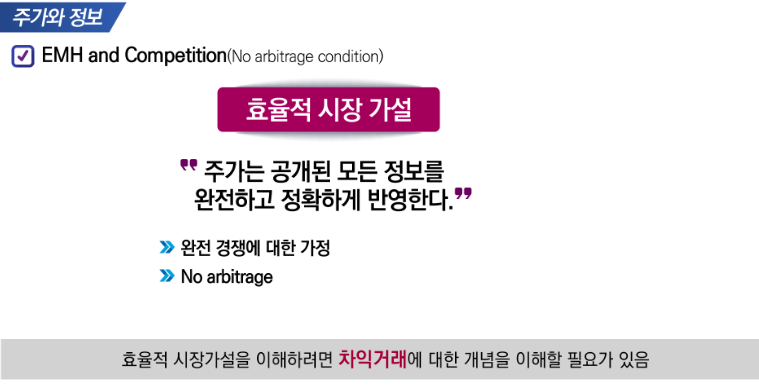 주가와 정보
EMH and Competition(No arbitrage condition)
효율적 시장 가설
" 주가는 공개된 모든 정보를
완전하고 정확하게 반영한다."
» 완전 경쟁에 대한 가정
» No arbitrage
효율적 시장가설을 이해하려면 차익거래에 대한 개념을 이해할 필요가 있음